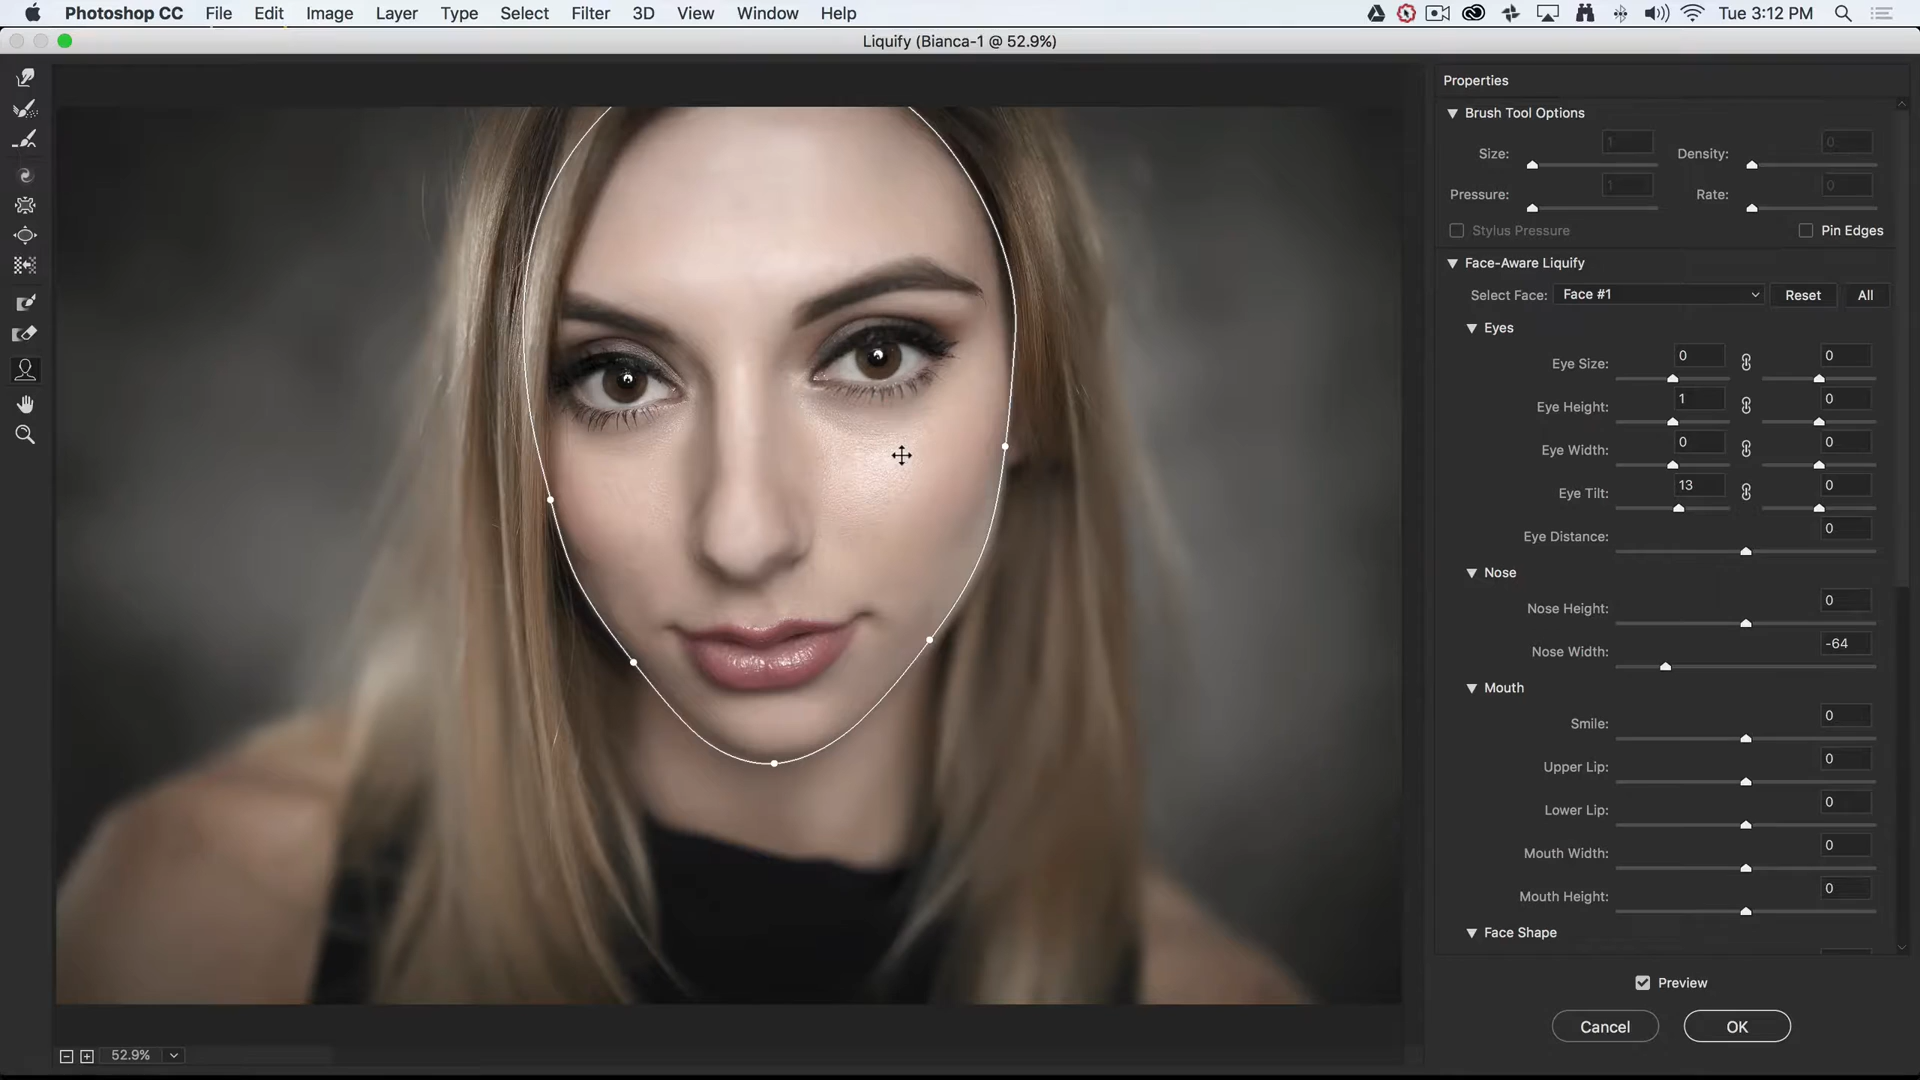 Photoshop CC File Edit Image Layer Type Select Filter 3D View Window Help Tue 3:12 PM
Liquify (Bianca-1 @ 52.9%)
Properties
Brush Tool Options
Size: 1 Density: 0
Pressure: 1 Rate: 0
Stylus Pressure Pin Edges
Face-Aware Liquify
Select Face: Face #1 Reset All
Eyes
Eye Size: 0 0
Eye Height: 1 0
Eye Width: 0 0
Eye Tilt: 13 0
Eye Distance: 0
Nose
Nose Height: 0
Nose Width: -64
Mouth
Smile: 0
Upper Lip: 0
Lower Lip: 0
Mouth Width: 0
Mouth Height: 0
Face Shape
Preview
Cancel OK
52.9%